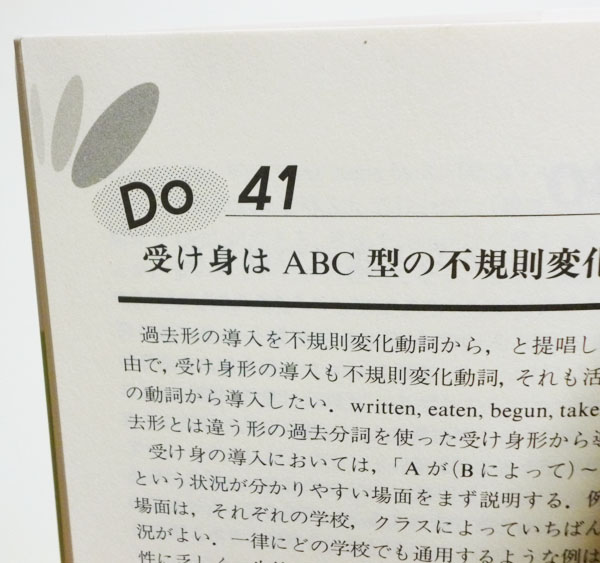 Do 41
受け身は ABC 型の不規則変
過去形の導入を不規則変化動詞から，と提唱し
由で，受け身形の導入も不規則変化動詞，それも活
の動詞から導入したい．written, eaten, begun, take
去形とは違う形の過去分詞を使った受け身形から
受け身の導入においては，「A が(B によって)～
という状況が分かりやすい場面をまず説明する．
場面は，それぞれの学校，クラスによっていちばん
況がよい．一律にどの学校でも通用するような例は
性に乏しく